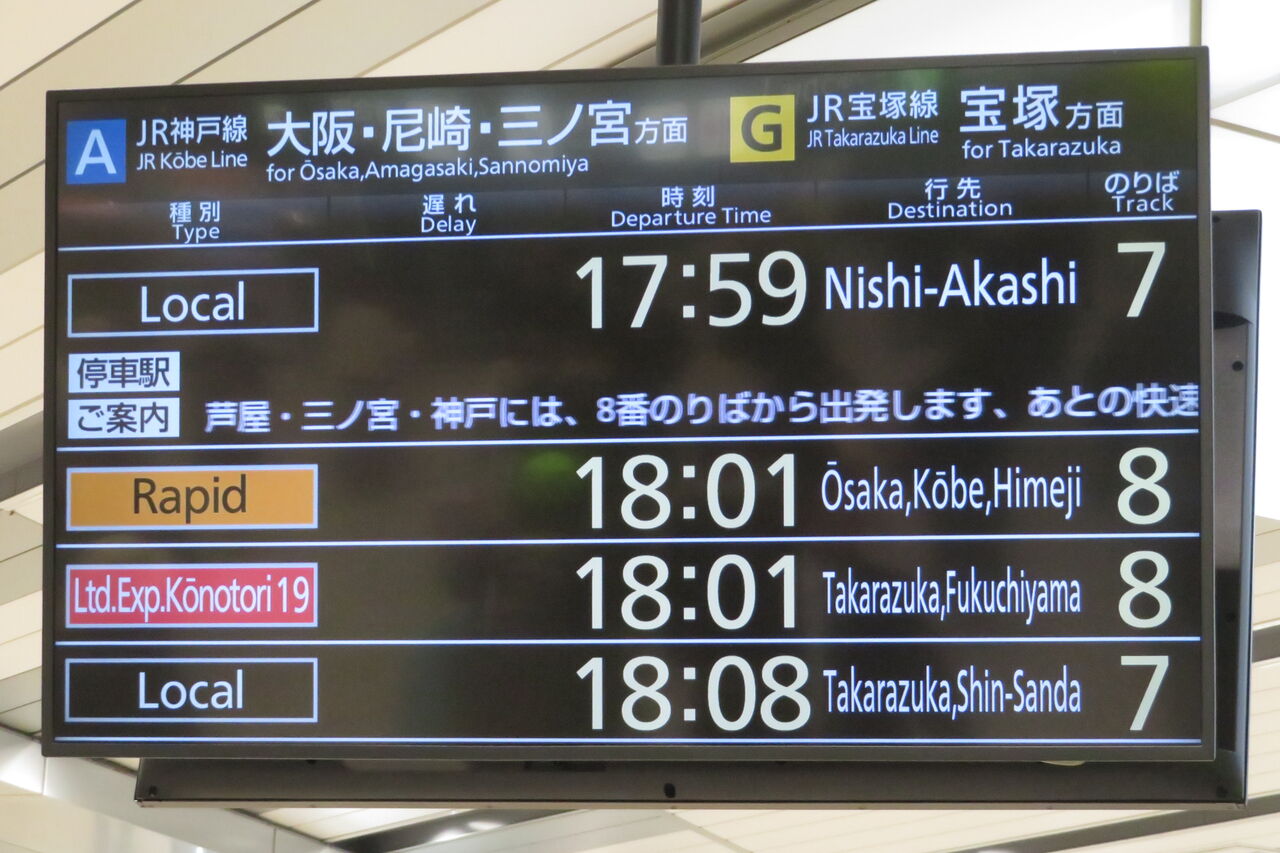 A JR神戸線 大阪・尼崎・三ノ宮方面 G JR宝塚線 宝塚方面
JR Kōbe Line for Ōsaka,Amagasaki,Sannomiya JR Takarazuka Line for Takarazuka
種別 遅れ 時刻 行先 のりば
Type Delay Departure Time Destination Track
Local 17:59 Nishi-Akashi 7
停車駅
ご案内 芦屋・三ノ宮・神戸には、8番のりばから出発します、あとの快速
Rapid 18:01 Ōsaka,Kōbe,Himeji 8
Ltd.Exp.Kōnotori 19 18:01 Takarazuka,Fukuchiyama 8
Local 18:08 Takarazuka,Shin-Sanda 7